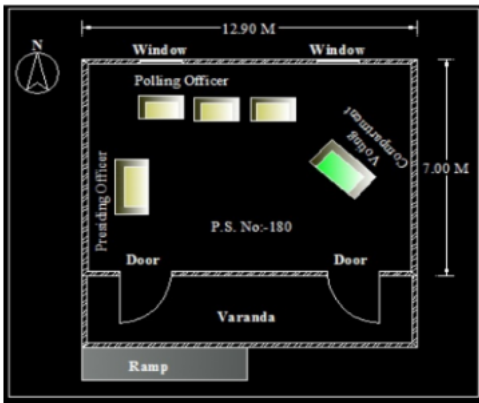 12.90 M
N
Window
Window
Polling Officer
Voting
Compartment
7.00 M
Presiding Officer
P.S. No:-180
Door
Door
Varanda
Ramp